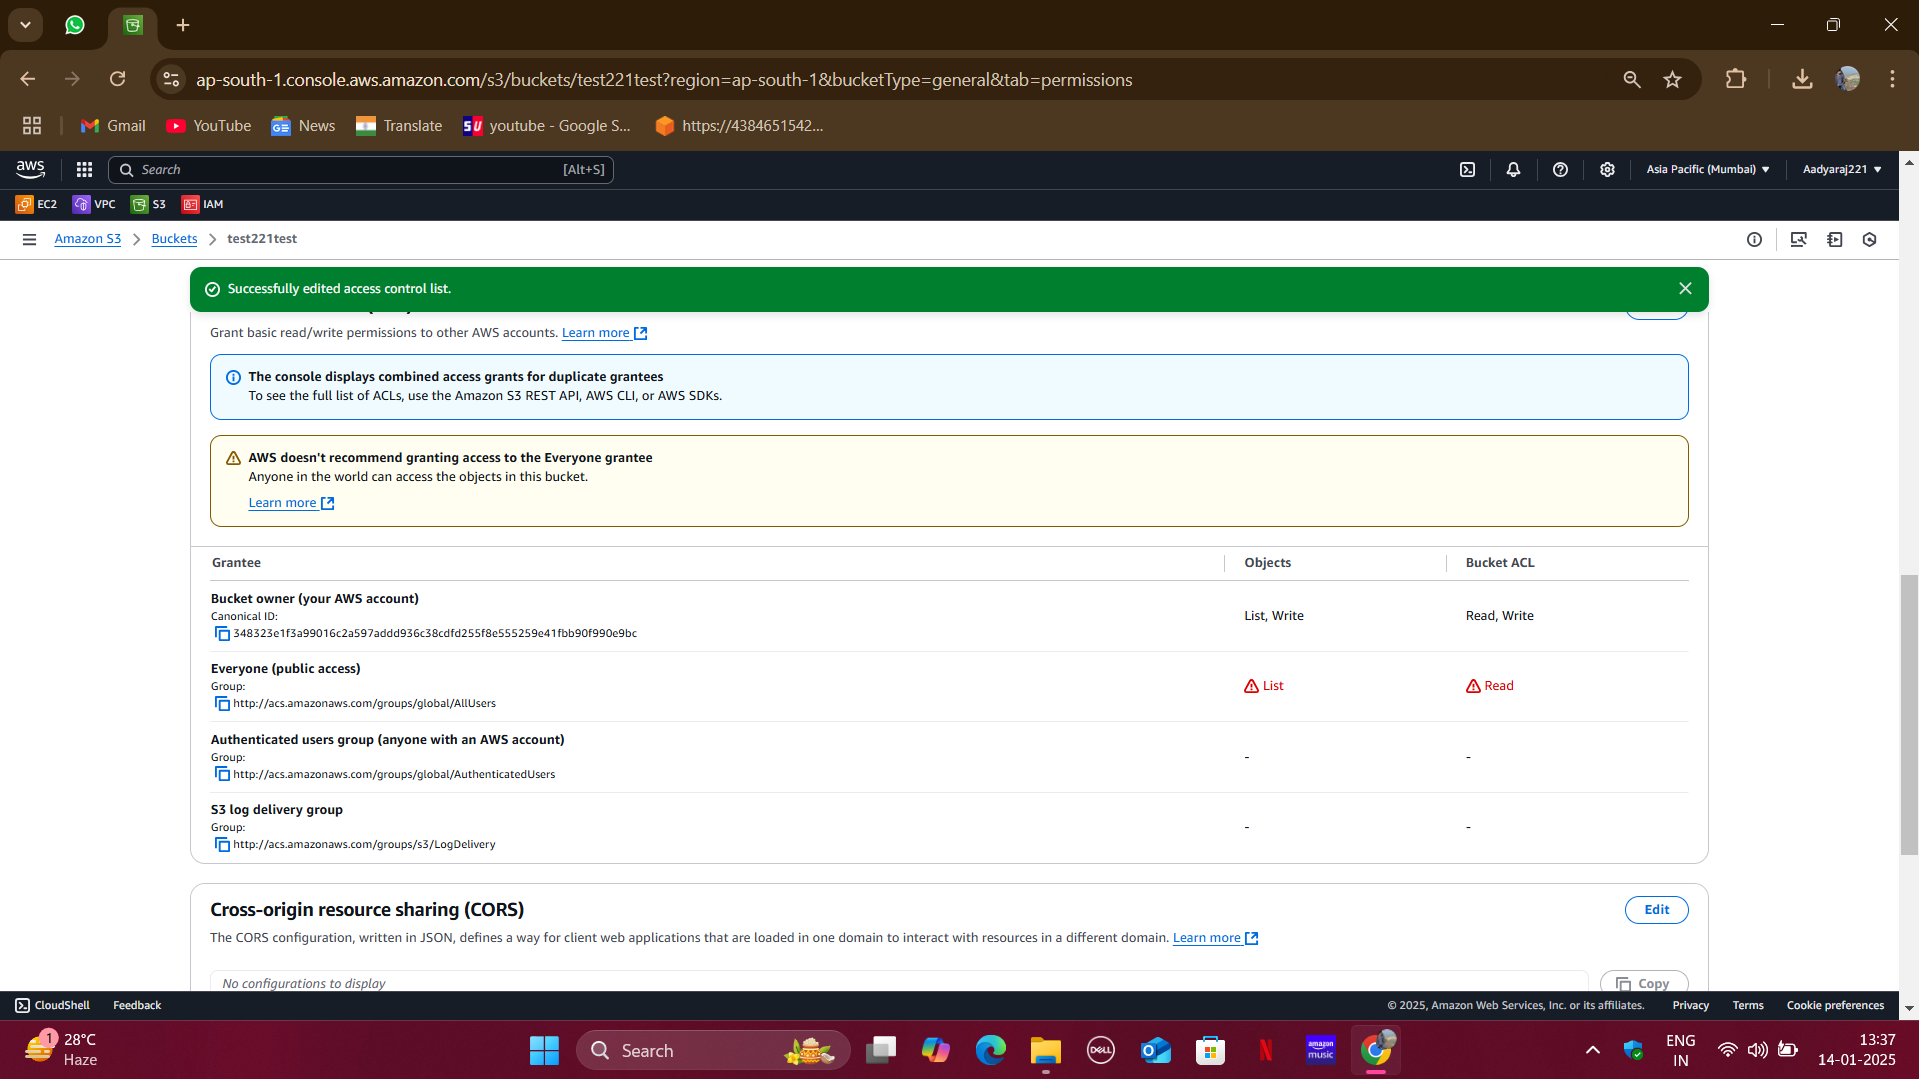 ap-south-1.console.aws.amazon.com/s3/buckets/test221test?region=ap-south-1&bucketType=general&tab=permissions
Gmail
YouTube
News
Translate
youtube - Google S...
https://4384651542...
aws
Search
[Alt+S]
Asia Pacific (Mumbai)
Aadyaraj221
EC2
VPC
S3
IAM
Amazon S3
Buckets
test221test
Successfully edited access control list.
Grant basic read/write permissions to other AWS accounts. Learn more
The console displays combined access grants for duplicate grantees
To see the full list of ACLs, use the Amazon S3 REST API, AWS CLI, or AWS SDKs.
AWS doesn't recommend granting access to the Everyone grantee
Anyone in the world can access the objects in this bucket.
Learn more
Grantee
Objects
Bucket ACL
Bucket owner (your AWS account)
Canonical ID:
348323e1f3a99016c2a597addd936c38cdfd255f8e555259e41fbb90f990e9bc
List, Write
Read, Write
Everyone (public access)
Group:
http://acs.amazonaws.com/groups/global/AllUsers
List
Read
Authenticated users group (anyone with an AWS account)
Group:
http://acs.amazonaws.com/groups/global/AuthenticatedUsers
-
-
S3 log delivery group
Group:
http://acs.amazonaws.com/groups/s3/LogDelivery
-
-
Cross-origin resource sharing (CORS)
Edit
The CORS configuration, written in JSON, defines a way for client web applications that are loaded in one domain to interact with resources in a different domain. Learn more
No configurations to display
Copy
CloudShell
Feedback
© 2025, Amazon Web Services, Inc. or its affiliates.
Privacy
Terms
Cookie preferences
1
28°C
Haze
Search
DELL
amazon music
ENG
IN
13:37
14-01-2025